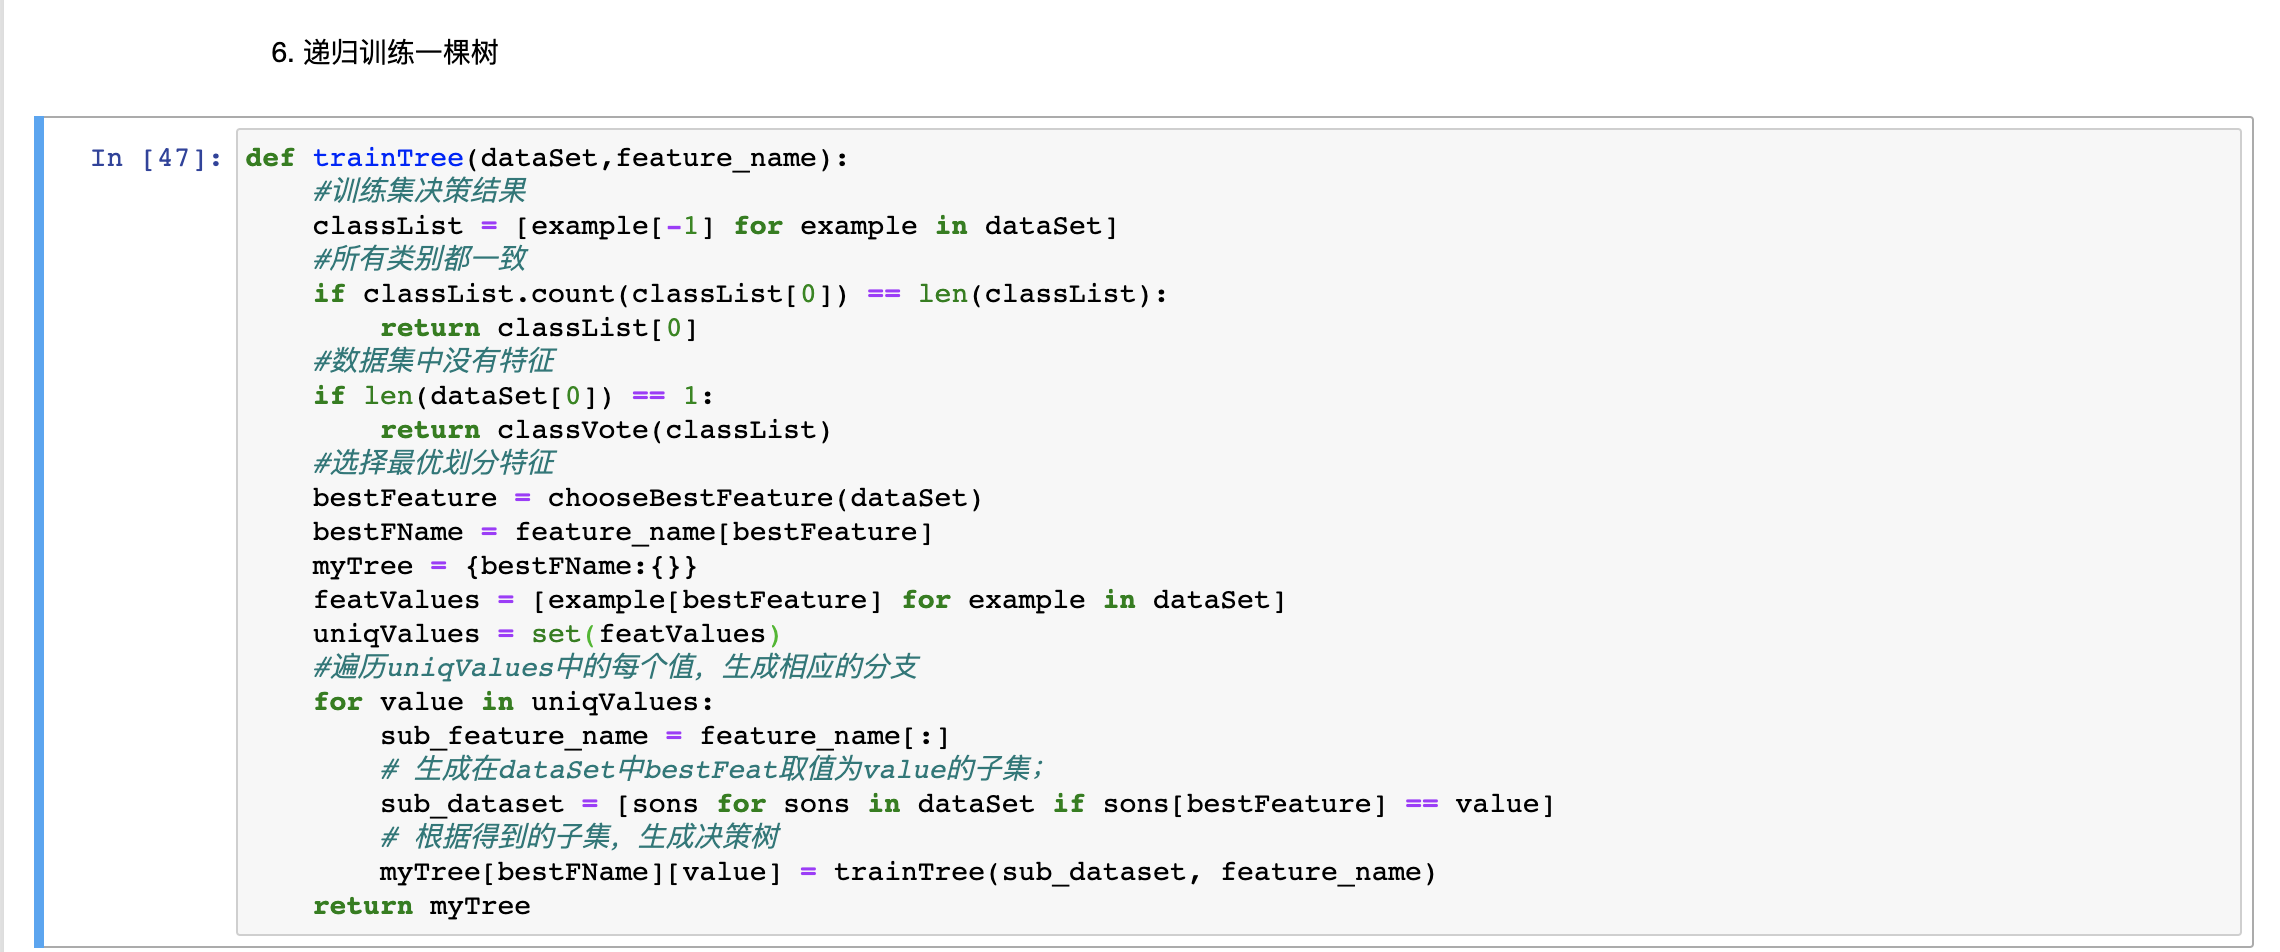 6. 递归训练一棵树
In [47]: def trainTree(dataSet,feature_name):
    #训练集决策结果
    classList = [example[-1] for example in dataSet]
    #所有类别都一致
    if classList.count(classList[0]) == len(classList):
        return classList[0]
    #数据集中没有特征
    if len(dataSet[0]) == 1:
        return classVote(classList)
    #选择最优划分特征
    bestFeature = chooseBestFeature(dataSet)
    bestFName = feature_name[bestFeature]
    myTree = {bestFName:{}}
    featValues = [example[bestFeature] for example in dataSet]
    uniqValues = set(featValues)
    #遍历uniqValues中的每个值，生成相应的分支
    for value in uniqValues:
        sub_feature_name = feature_name[:]
        # 生成在dataSet中bestFeat取值为value的子集；
        sub_dataset = [sons for sons in dataSet if sons[bestFeature] == value]
        # 根据得到的子集，生成决策树
        myTree[bestFName][value] = trainTree(sub_dataset, feature_name)
    return myTree